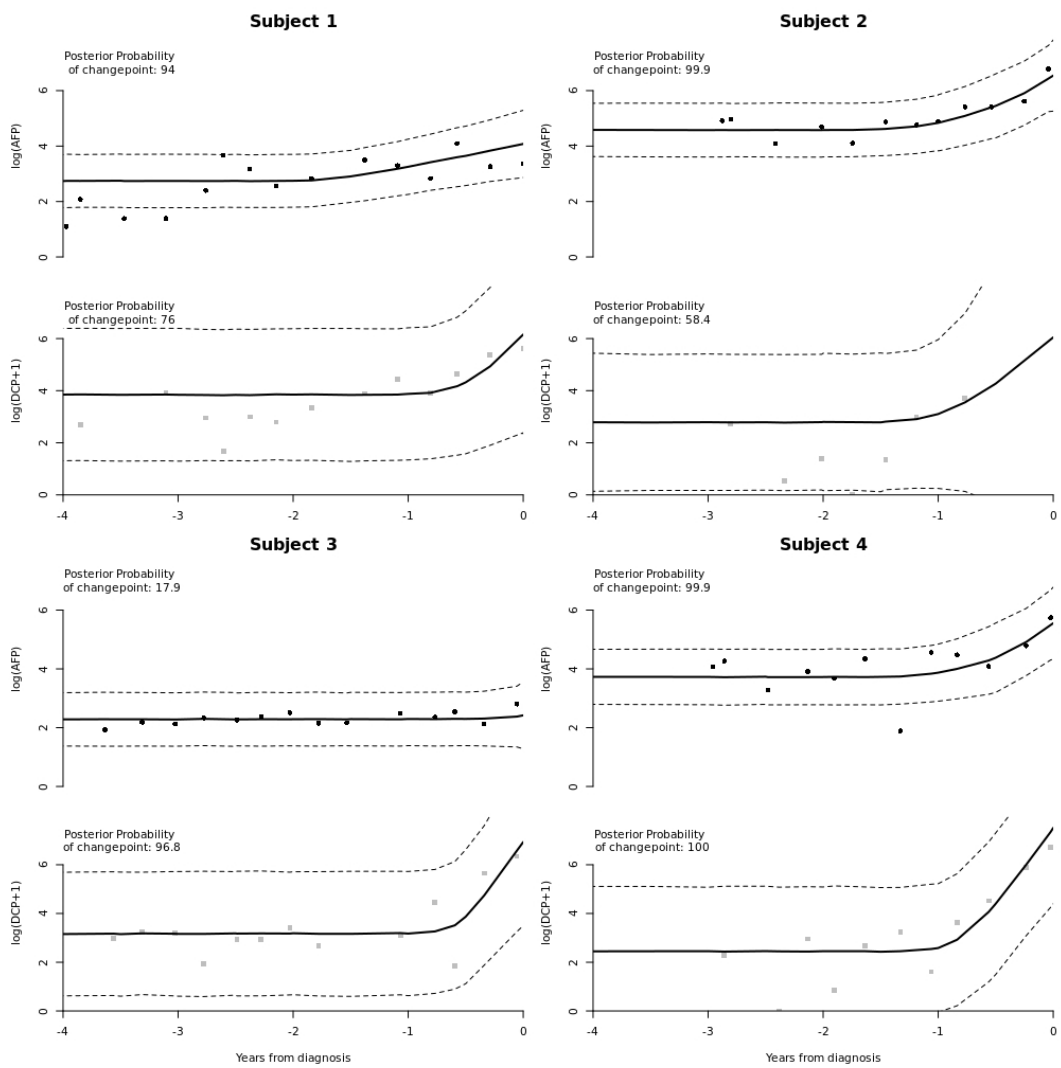 Subject 1
Posterior Probability
of changepoint: 94
log(AFP)
6
4
2
0
Posterior Probability
of changepoint: 76
log(DCP+1)
6
4
2
0
-4 -3 -2 -1 0
Subject 2
Posterior Probability
of changepoint: 99.9
log(AFP)
6
4
2
0
Posterior Probability
of changepoint: 58.4
log(DCP+1)
6
4
2
0
-4 -3 -2 -1 0
Subject 3
Posterior Probability
of changepoint: 17.9
log(AFP)
6
4
2
0
Posterior Probability
of changepoint: 96.8
log(DCP+1)
6
4
2
0
-4 -3 -2 -1 0
Years from diagnosis
Subject 4
Posterior Probability
of changepoint: 99.9
log(AFP)
6
4
2
0
Posterior Probability
of changepoint: 100
log(DCP+1)
6
4
2
0
-4 -3 -2 -1 0
Years from diagnosis